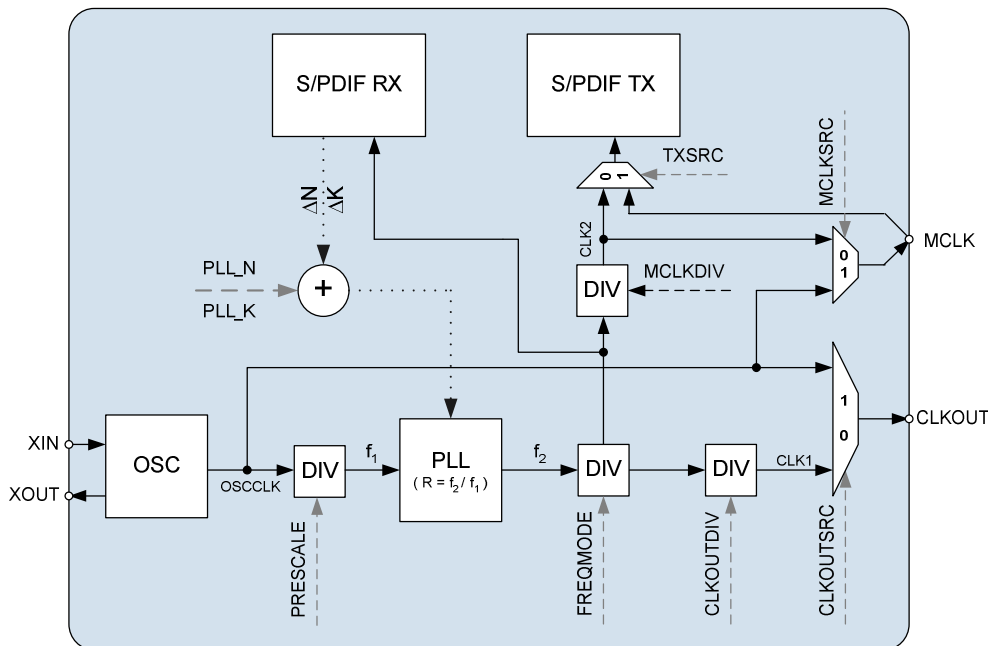 S/PDIF RX
S/PDIF TX
TXSRC
MCLKSRC
ΔN
ΔK
0
1
CLK2
MCLK
0
1
PLL_N
PLL_K
+
DIV
MCLKDIV
1
0
CLKOUT
XIN
XOUT
OSC
OSCCLK
DIV
f1
PLL
( R = f2 / f1 )
f2
DIV
DIV
CLK1
PRESCALE
FREQMODE
CLKOUTDIV
CLKOUTSRC